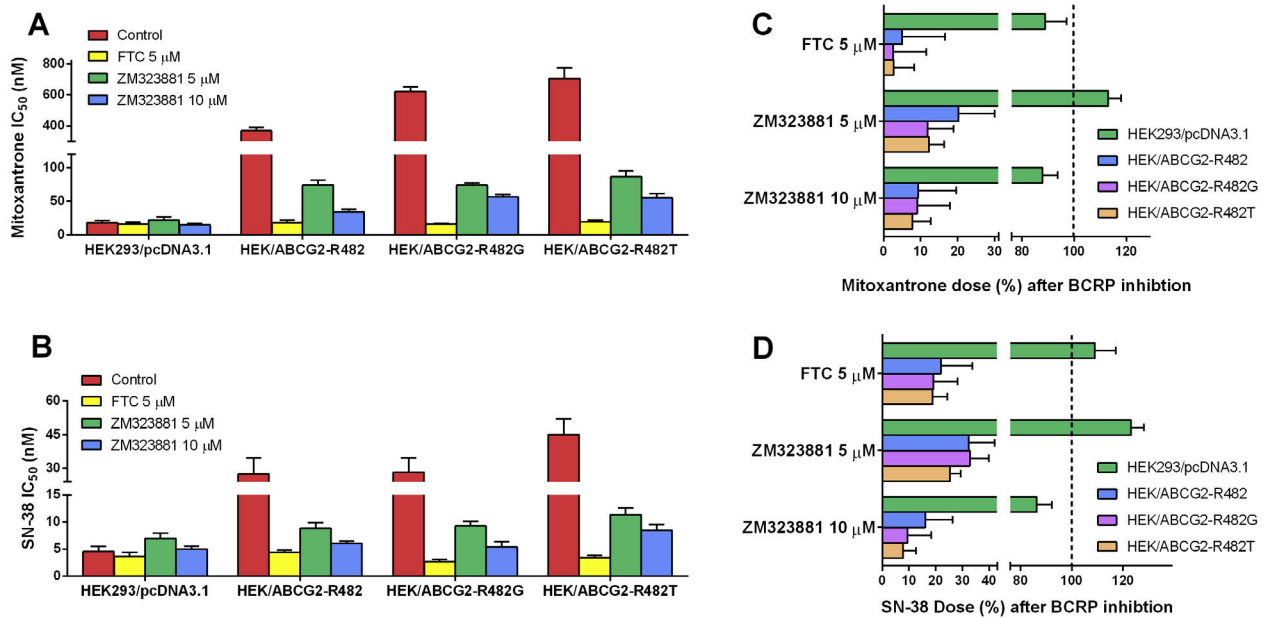 A
Control
FTC 5 μM
ZM323881 5 μM
ZM323881 10 μM
Mitoxantrone IC50 (nM)
800
600
400
100
50
0
HEK293/pcDNA3.1
HEK/ABCG2-R482
HEK/ABCG2-R482G
HEK/ABCG2-R482T
B
Control
FTC 5 μM
ZM323881 5 μM
ZM323881 10 μM
SN-38 IC50 (nM)
60
45
30
15
10
5
0
HEK293/pcDNA3.1
HEK/ABCG2-R482
HEK/ABCG2-R482G
HEK/ABCG2-R482T
C
FTC 5 μM
ZM323881 5 μM
ZM323881 10 μM
HEK293/pcDNA3.1
HEK/ABCG2-R482
HEK/ABCG2-R482G
HEK/ABCG2-R482T
0 10 20 30 80 100 120
Mitoxantrone dose (%) after BCRP inhibtion
D
FTC 5 μM
ZM323881 5 μM
ZM323881 10 μM
HEK293/pcDNA3.1
HEK/ABCG2-R482
HEK/ABCG2-R482G
HEK/ABCG2-R482T
0 10 20 30 40 80 100 120
SN-38 Dose (%) after BCRP inhibtion